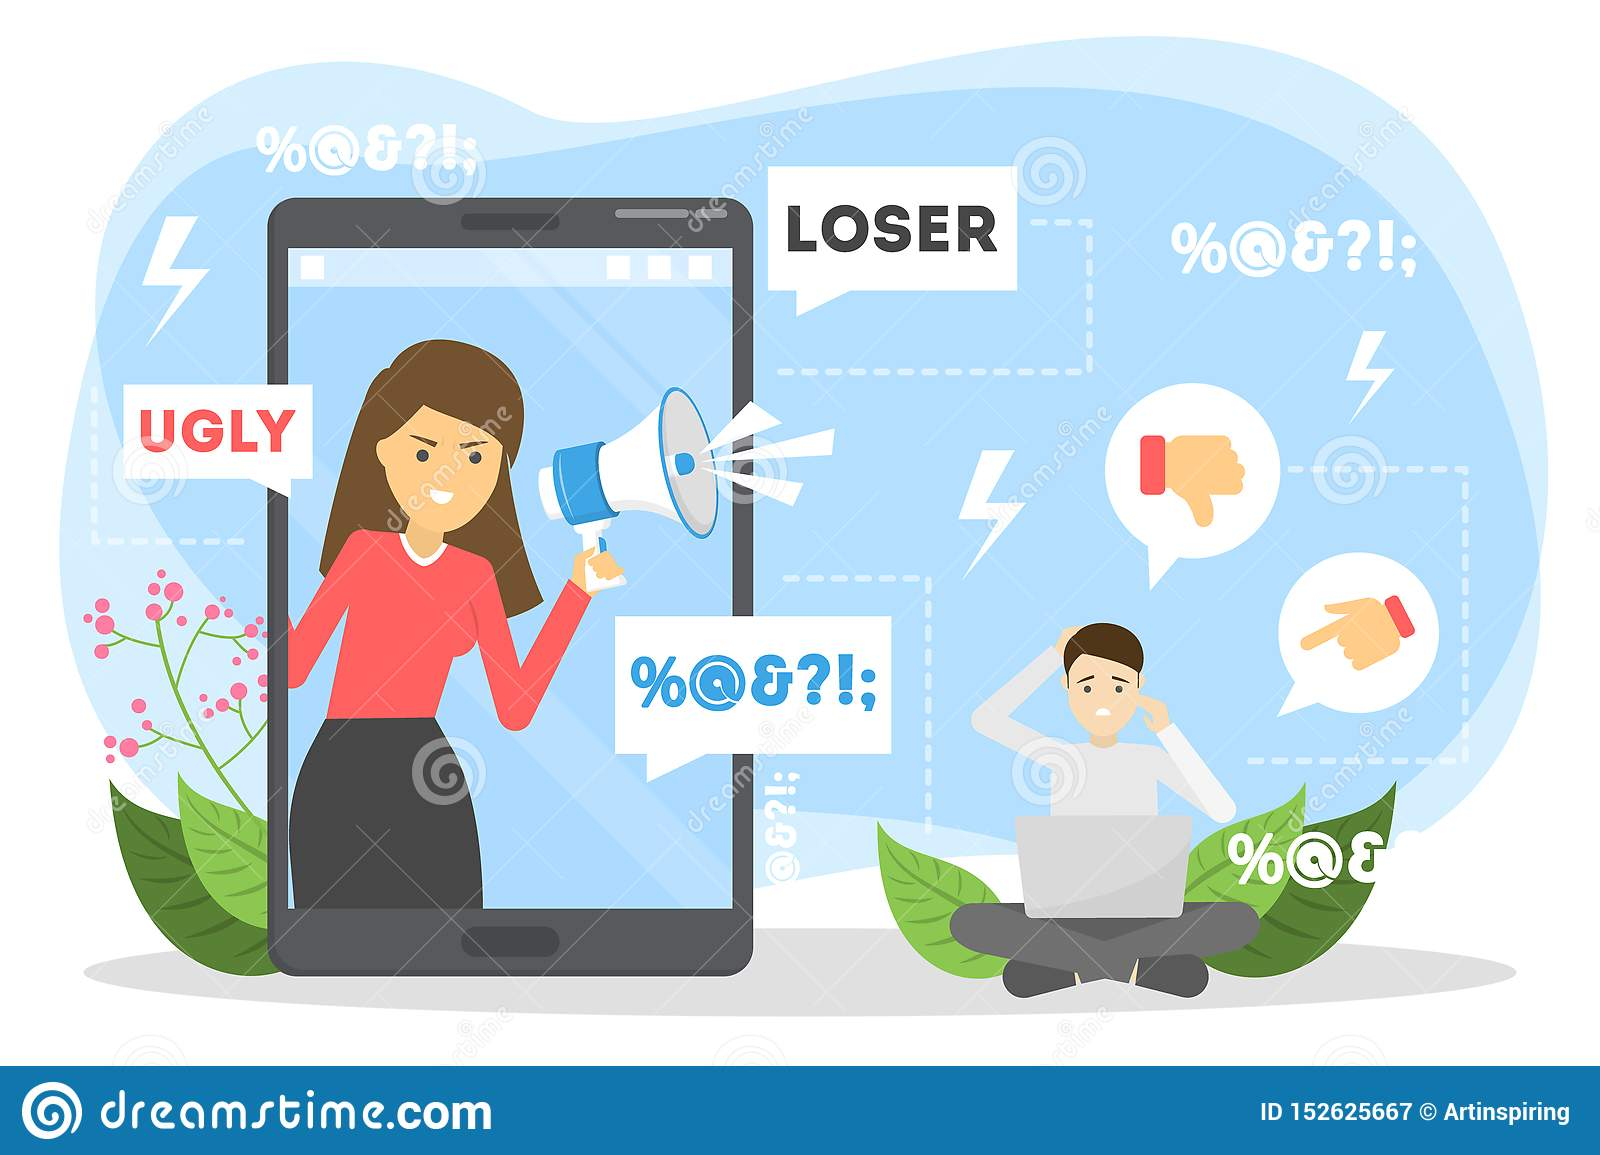 %@&?!;
LOSER
%@&?!;
UGLY
%@&?!;
@&?!;
%@&
dreamstime.com
ID 152625667 © Artinspiring